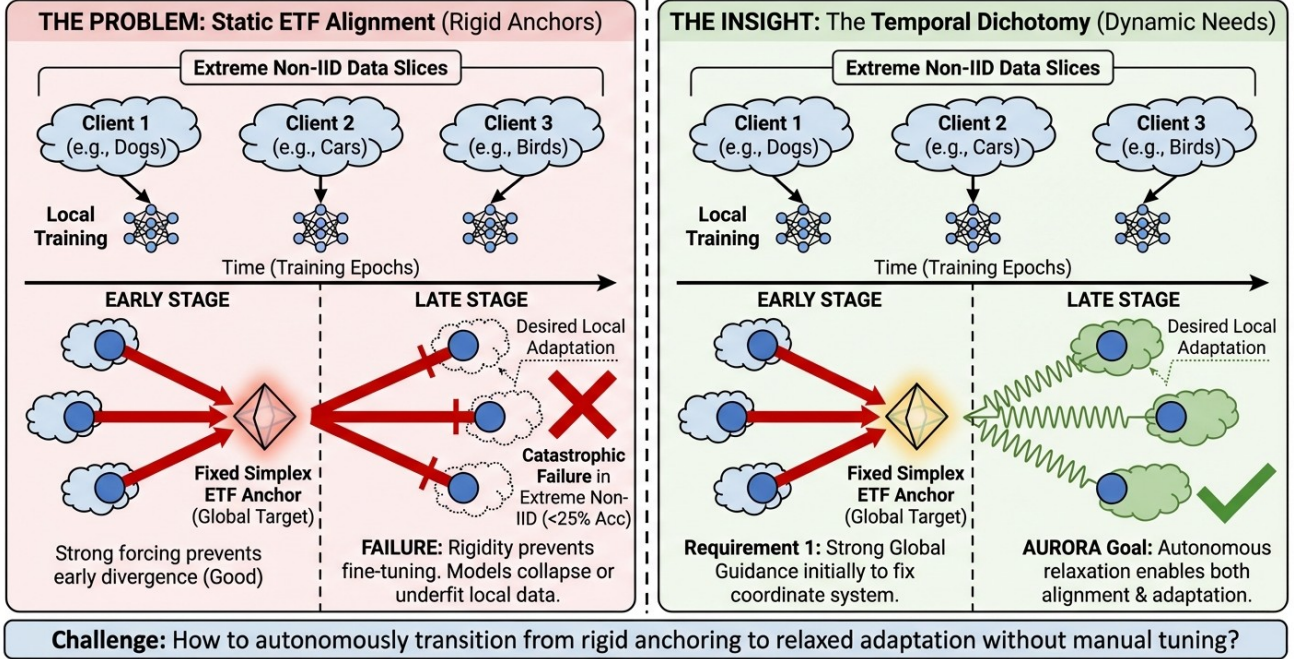 THE PROBLEM: Static ETF Alignment (Rigid Anchors)
Extreme Non-IID Data Slices
Client 1
(e.g., Dogs)
Client 2
(e.g., Cars)
Client 3
(e.g., Birds)
Local
Training
Time (Training Epochs)
EARLY STAGE
LATE STAGE
Desired Local
Adaptation
Fixed Simplex
ETF Anchor
(Global Target)
Catastrophic
Failure in
Extreme Non-
IID (<25% Acc)
Strong forcing prevents
early divergence (Good)
FAILURE: Rigidity prevents
fine-tuning. Models collapse or
underfit local data.
THE INSIGHT: The Temporal Dichotomy (Dynamic Needs)
Extreme Non-IID Data Slices
Client 1
(e.g., Dogs)
Client 2
(e.g., Cars)
Client 3
(e.g., Birds)
Local
Training
Time (Training Epochs)
EARLY STAGE
LATE STAGE
Desired Local
Adaptation
Fixed Simplex
ETF Anchor
(Global Target)
Requirement 1: Strong Global
Guidance initially to fix
coordinate system.
AURORA Goal: Autonomous
relaxation enables both
alignment & adaptation.
Challenge: How to autonomously transition from rigid anchoring to relaxed adaptation without manual tuning?